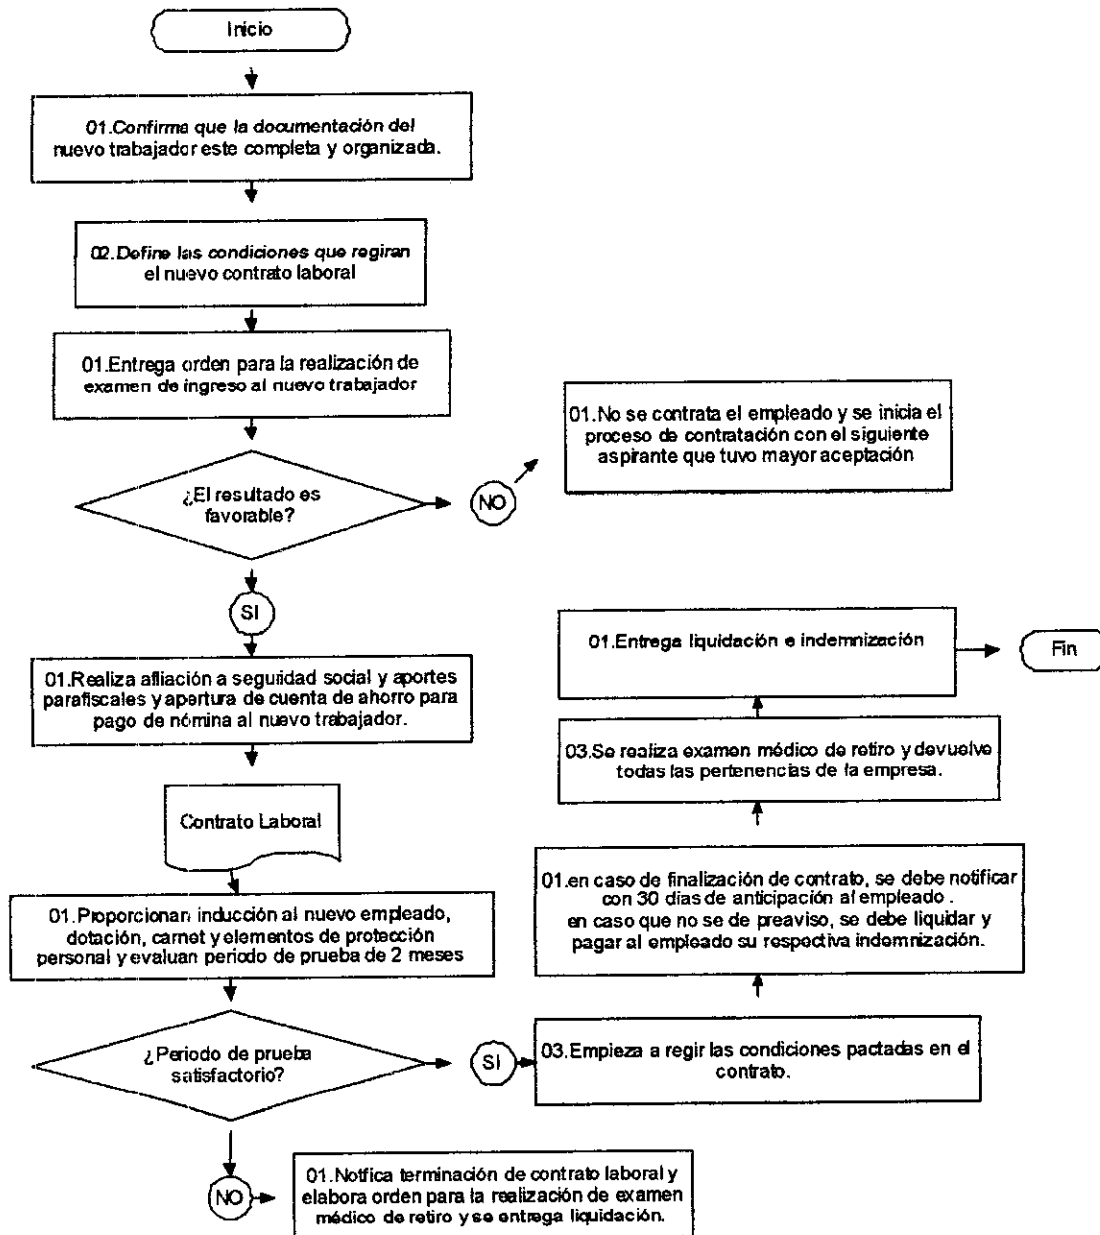 Inicio
01.Confirma que la documentación del
nuevo trabajador este completa y organizada.
02.Define las condiciones que regiran
el nuevo contrato laboral
01.Entrega orden para la realización de
examen de ingreso al nuevo trabajador
¿El resultado es
favorable?
NO
01.No se contrata el empleado y se inicia el
proceso de contratación con el siguiente
aspirante que tuvo mayor aceptación
SI
01.Realiza afiliación a seguridad social y aportes
parafiscales y apertura de cuenta de ahorro para
pago de nómina al nuevo trabajador.
Contrato Laboral
01.Proporcionan inducción al nuevo empleado,
dotación, carnet y elementos de protección
personal y evaluan periodo de prueba de 2 meses
¿Periodo de prueba
satisfactorio?
NO
01.Notfica terminación de contrato laboral y
elabora orden para la realización de examen
médico de retiro y se entrega liquidación.
SI
03.Empieza a regir las condiciones pactadas en el
contrato.
01.en caso de finalización de contrato, se debe notificar
con 30 días de anticipación al empleado .
en caso que no se de preaviso, se debe liquidar y
pagar al empleado su respectiva indemnización.
03.Se realiza examen médico de retiro y devuelve
todas las pertenencias de la empresa.
01.Entrega liquidación e indemnización
Fin